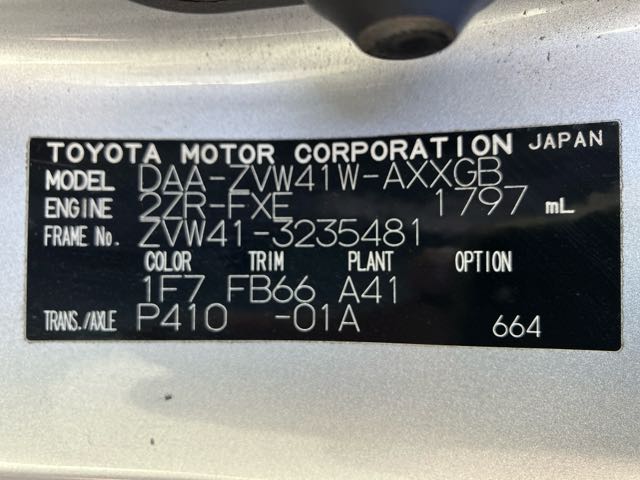 TOYOTA MOTOR CORPORATION JAPAN
MODEL DAA-ZVW41W-AXXGB
ENGINE 2ZR-FXE 1797 mL
FRAME No. ZVW41-3235481
COLOR TRIM PLANT OPTION
1F7 FB66 A41
TRANS./AXLE P410 -01A 664